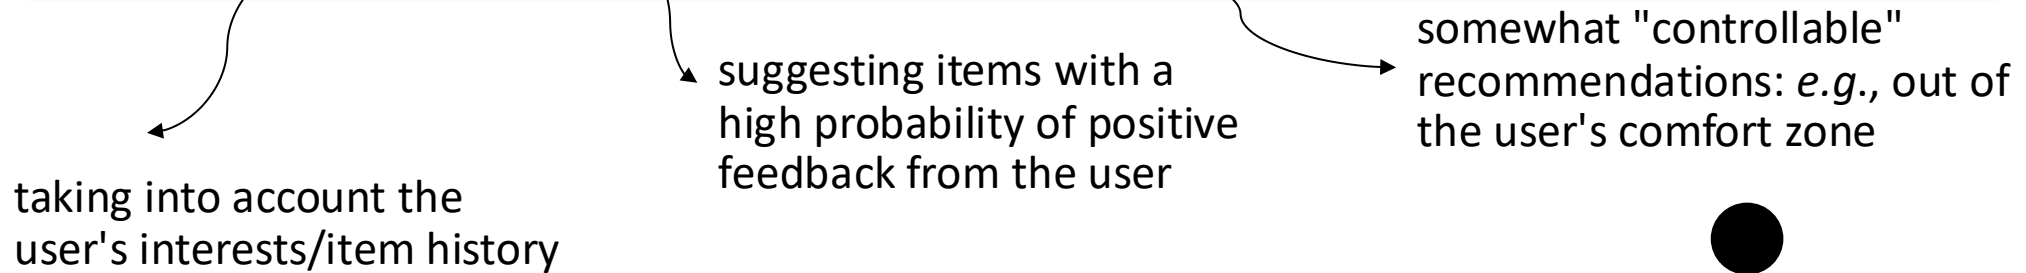 taking into account the
user's interests/item history
suggesting items with a
high probability of positive
feedback from the user
somewhat "controllable"
recommendations: e.g., out of
the user's comfort zone